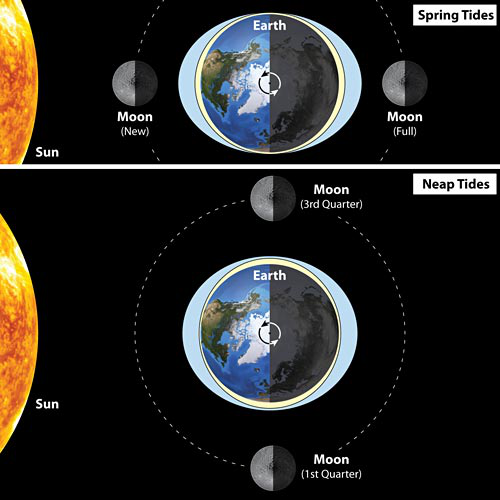 Spring Tides
Earth
Moon
(New)
Moon
(Full)
Sun
Neap Tides
Moon
(3rd Quarter)
Earth
Sun
Moon
(1st Quarter)